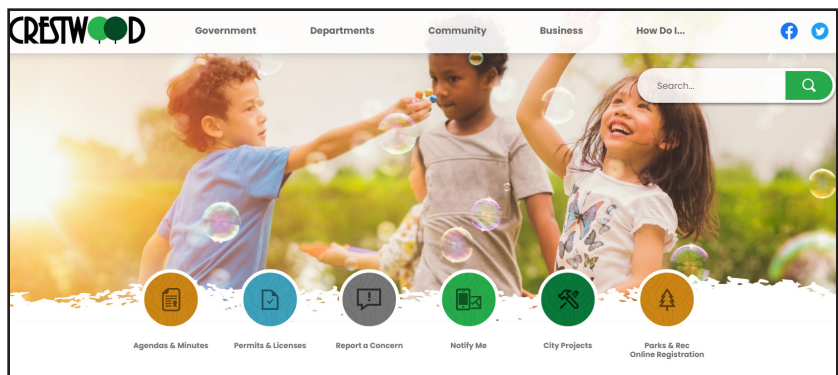 CRESTWOOD
Government
Departments
Community
Business
How Do I...
Search...
Agendas & Minutes
Permits & Licenses
Report a Concern
Notify Me
City Projects
Parks & Rec
Online Registration